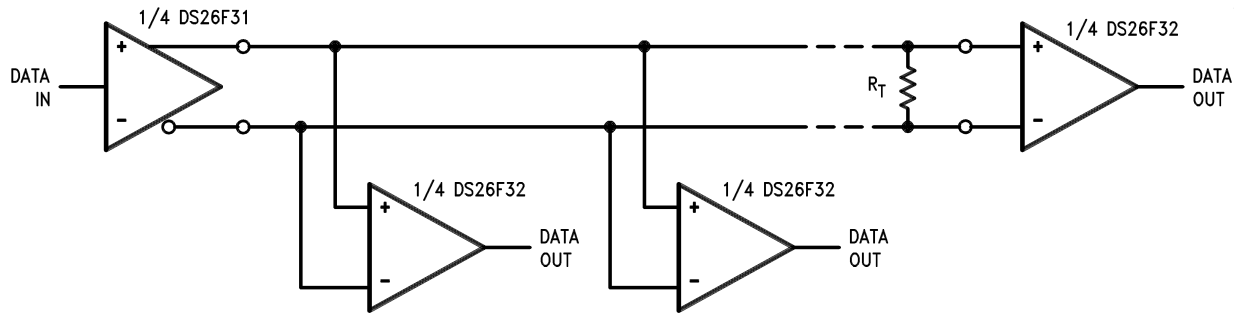 1/4 DS26F31
1/4 DS26F32
+
+
DATA
IN
R_T
DATA
OUT
−
−
1/4 DS26F32
1/4 DS26F32
+
+
DATA
OUT
DATA
OUT
−
−